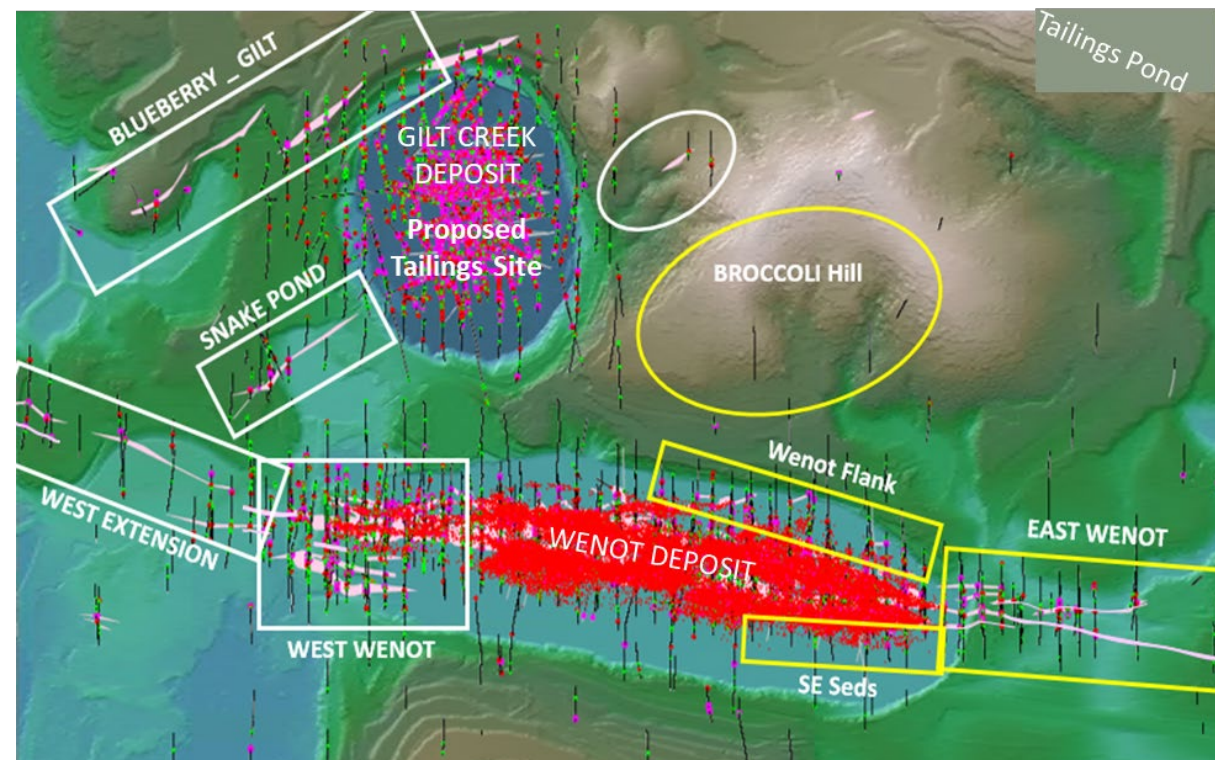 Tailings Pond
BLUEBERRY _ GILT
GILT CREEK
DEPOSIT
Proposed
Tailings Site
BROCCOLI Hill
SNAKE POND
Wenot Flank
WEST EXTENSION
WENOT DEPOSIT
EAST WENOT
WEST WENOT
SE Seds